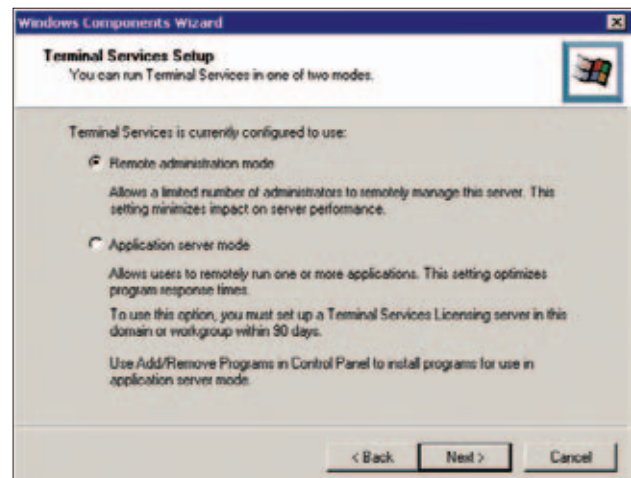 Windows Components Wizard
Terminal Services Setup
You can run Terminal Services in one of two modes.
Terminal Services is currently configured to use:
Remote administration mode
Allows a limited number of administrators to remotely manage this server. This
setting minimizes impact on server performance.
Application server mode
Allows users to remotely run one or more applications. This setting optimizes
program response times.
To use this option, you must set up a Terminal Services Licensing server in this
domain or workgroup within 90 days.
Use Add/Remove Programs in Control Panel to install programs for use in
application server mode.
< Back
Next >
Cancel